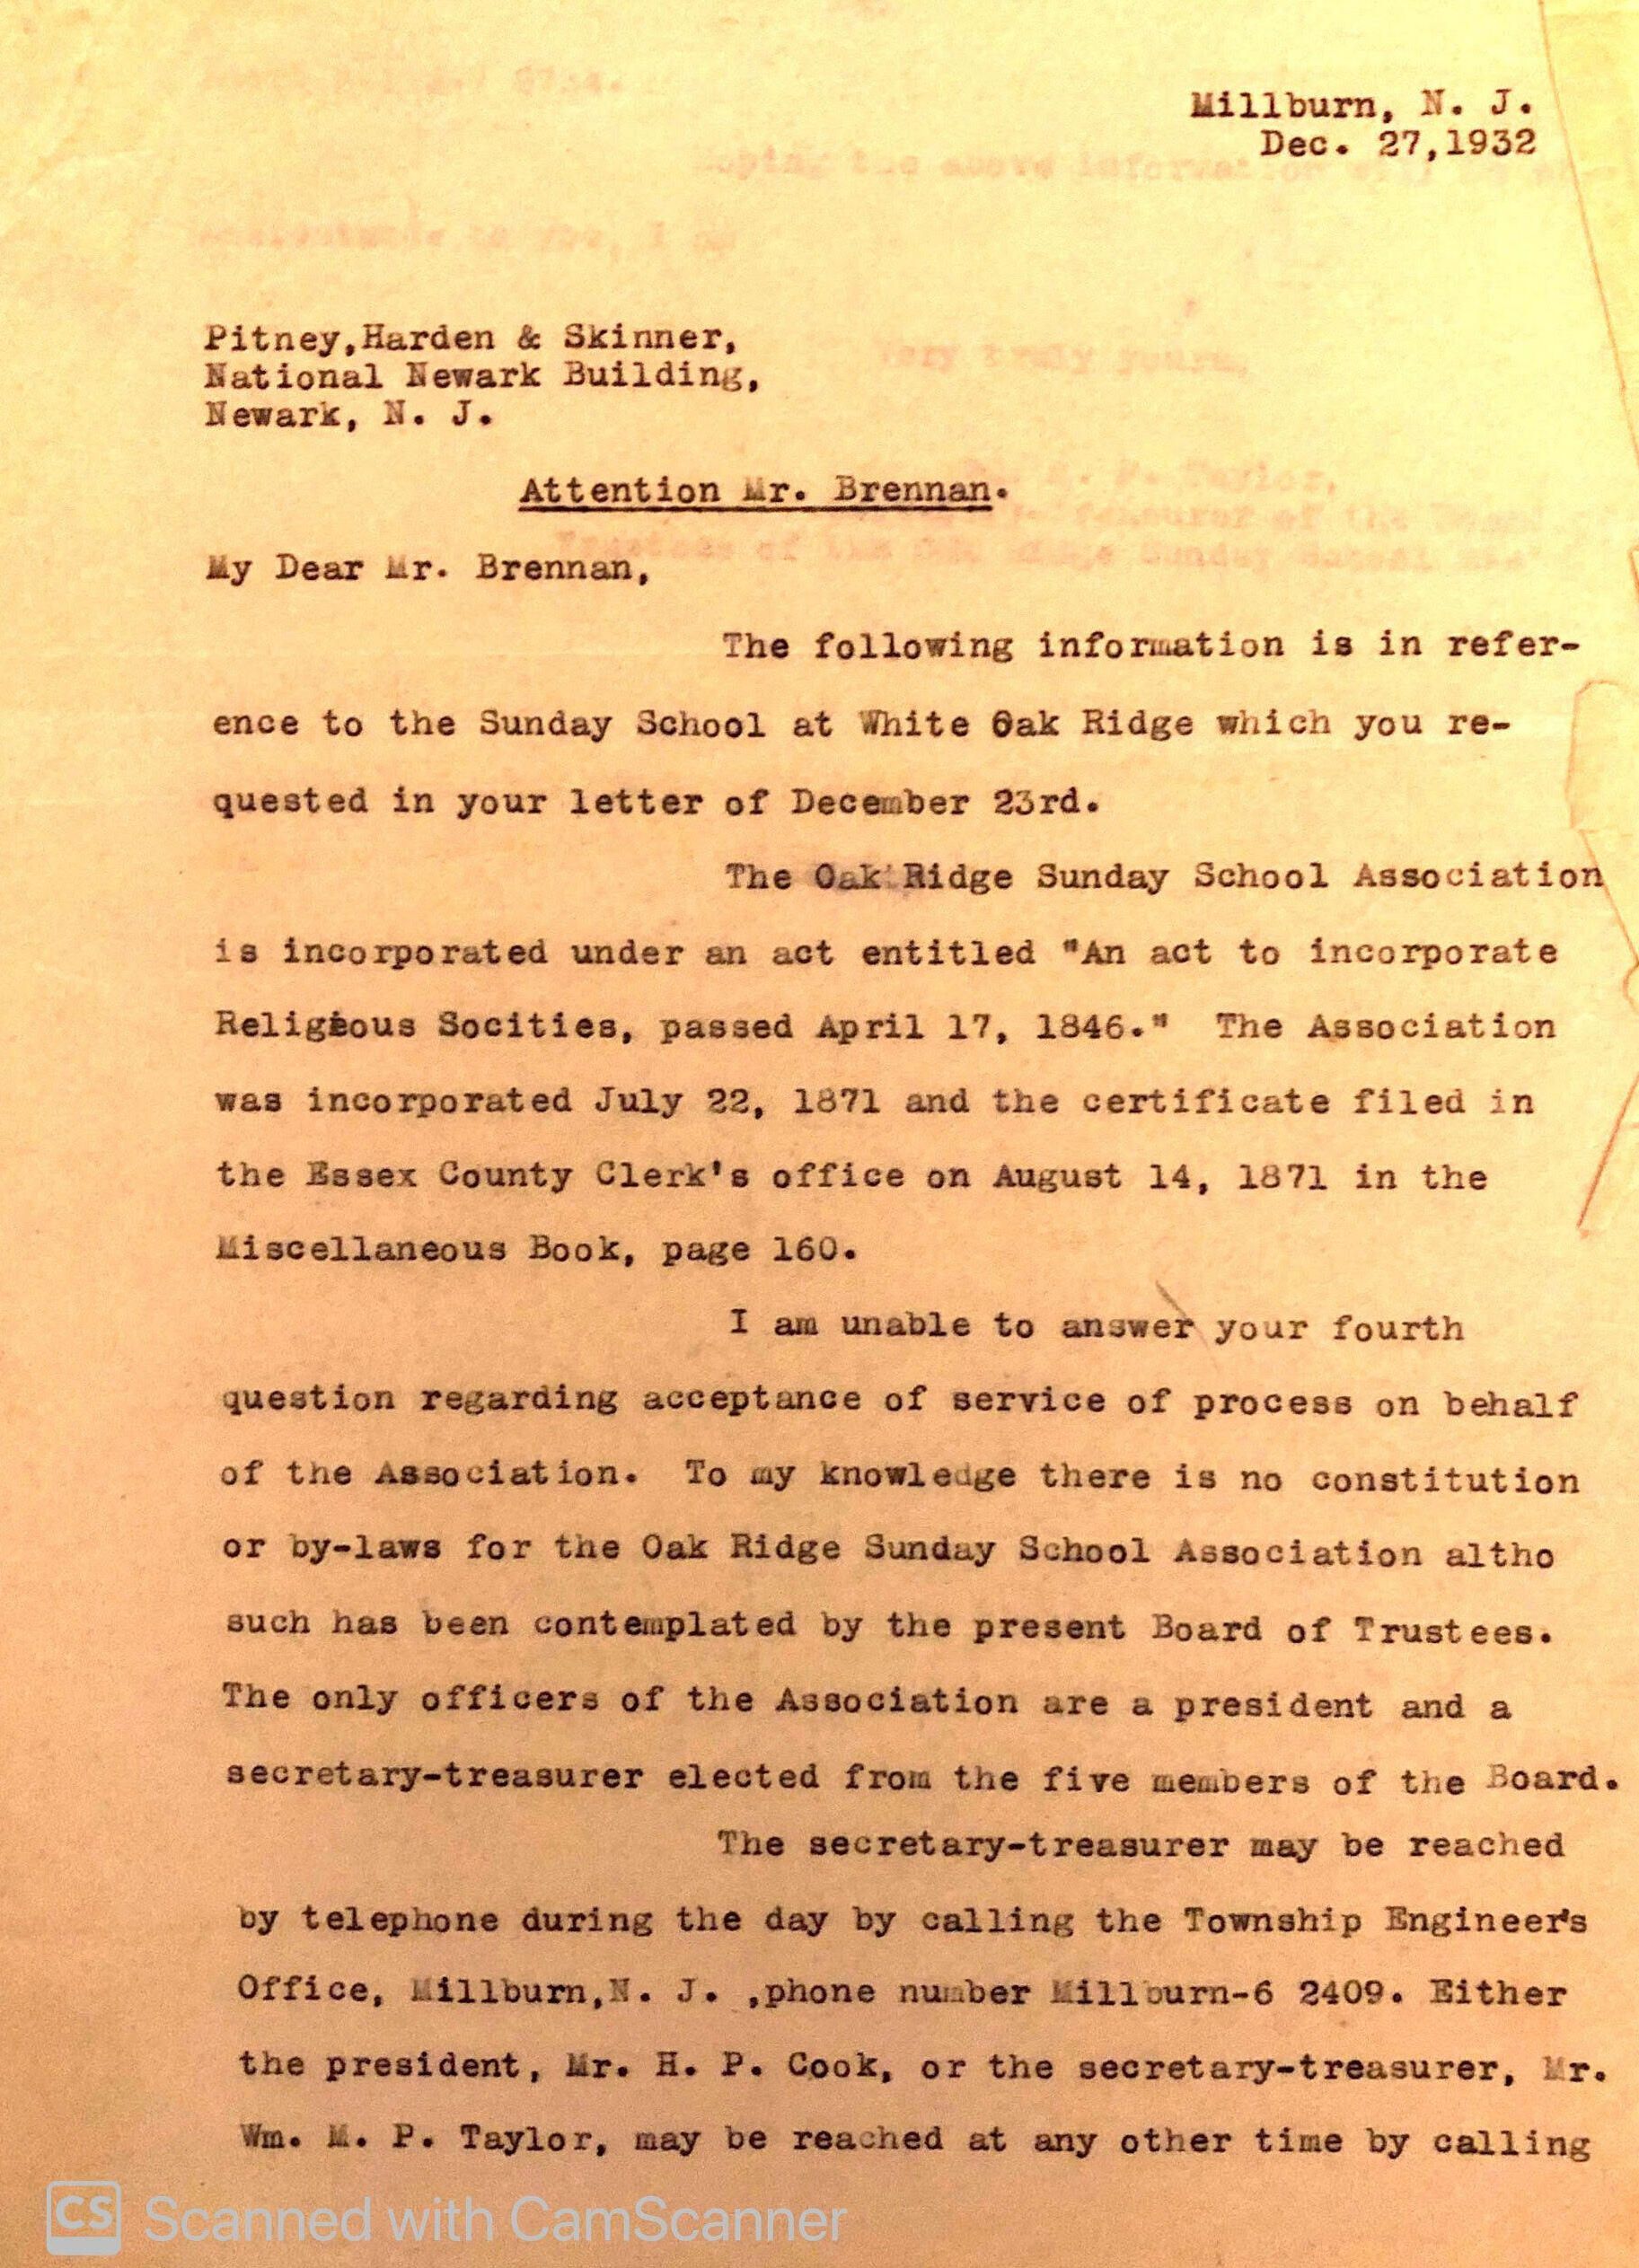 Millburn, N. J.
Dec. 27,1932
Pitney,Harden & Skinner,
National Newark Building,
Newark, N. J.
Attention Mr. Brennan.
My Dear Mr. Brennan,
The following information is in refer-
ence to the Sunday School at White Oak Ridge which you re-
quested in your letter of December 23rd.
The Oak Ridge Sunday School Association
is incorporated under an act entitled "An act to incorporate
Religious Socities, passed April 17, 1846." The Association
was incorporated July 22, 1871 and the certificate filed in
the Essex County Clerk's office on August 14, 1871 in the
Miscellaneous Book, page 160.
I am unable to answer your fourth
question regarding acceptance of service of process on behalf
of the Association. To my knowledge there is no constitution
or by-laws for the Oak Ridge Sunday School Association altho
such has been contemplated by the present Board of Trustees.
The only officers of the Association are a president and a
secretary-treasurer elected from the five members of the Board.
The secretary-treasurer may be reached
by telephone during the day by calling the Township Engineer's
Office, Millburn,N. J. ,phone number Millburn-6 2409. Either
the president, Mr. H. P. Cook, or the secretary-treasurer, Mr.
Wm. M. P. Taylor, may be reached at any other time by calling
CS Scanned with CamScanner